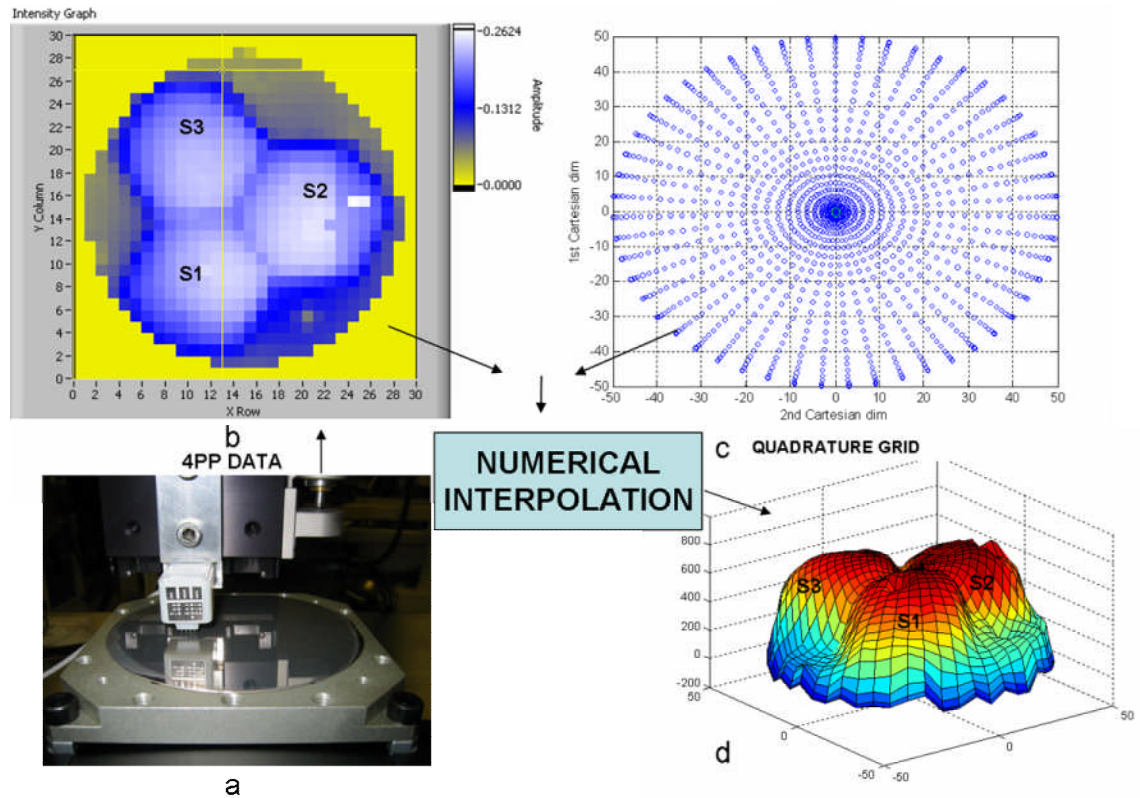 Intensity Graph
30
28
26
24
22
20
18
16
14
12
10
8
6
4
2
0
Y Column
0 2 4 6 8 10 12 14 16 18 20 22 24 26 28 30
X Row
S3
S2
S1
-0.2624
-0.1312
-0.0000
Amplitude
b
50
40
30
20
10
0
-10
-20
-30
-40
-50
1st Cartesian dim
-50 -40 -30 -20 -10 0 10 20 30 40 50
2nd Cartesian dim
4PP DATA
NUMERICAL
INTERPOLATION
c QUADRATURE GRID
800
600
400
200
0
-200
50
0
-50
-50
0
50
S3
S1
S2
d
a